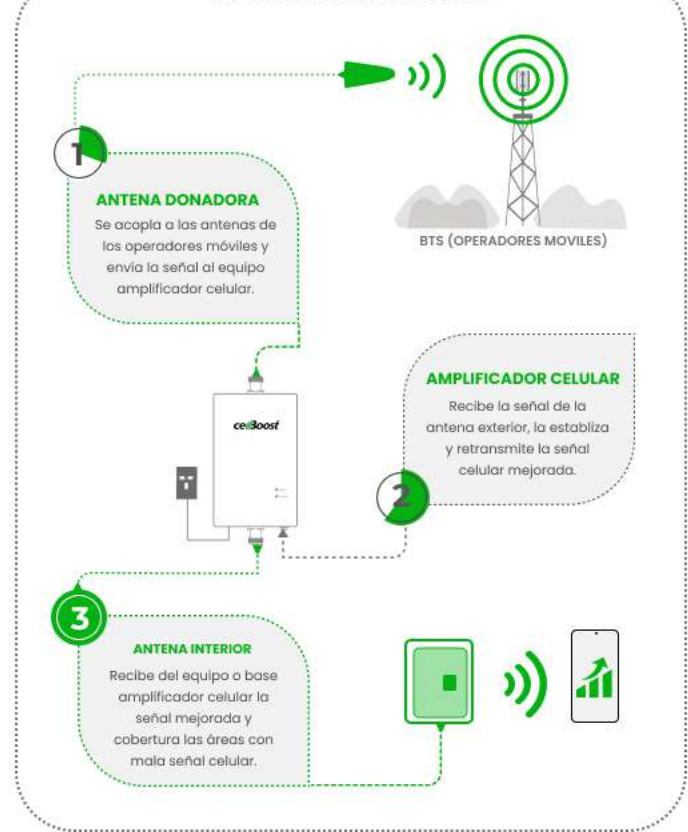 1
ANTENA DONADORA
Se acopla a las antenas de
los operadores móviles y
envía la señal al equipo
amplificador celular.
BTS (OPERADORES MOVILES)
AMPLIFICADOR CELULAR
Recibe la señal de la
antena exterior, la establiza
y retransmite la señal
celular mejorada.
2
3
ANTENA INTERIOR
Recibe del equipo o base
amplificador celular la
señal mejorada y
cobertura las áreas con
mala señal celular.